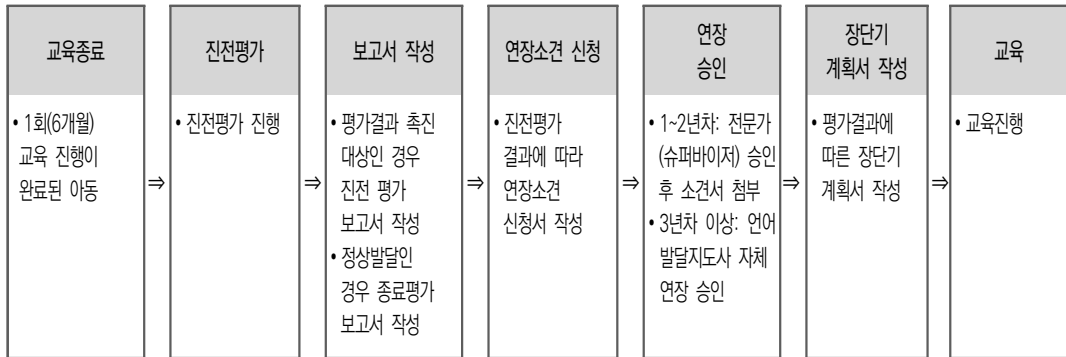 교육종료
• 1회(6개월)
교육 진행이
완료된 아동
⇒
진전평가
• 진전평가 진행
⇒
보고서 작성
• 평가결과 촉진
대상인 경우
진전 평가
보고서 작성
• 정상발달인
경우 종료평가
보고서 작성
⇒
연장소견 신청
• 진전평가
결과에 따라
연장소견
신청서 작성
⇒
연장
승인
• 1~2년차: 전문가
(슈퍼바이저) 승인
후 소견서 첨부
• 3년차 이상: 언어
발달지도사 자체
연장 승인
⇒
장단기
계획서 작성
• 평가결과에
따른 장단기
계획서 작성
⇒
교육
• 교육진행